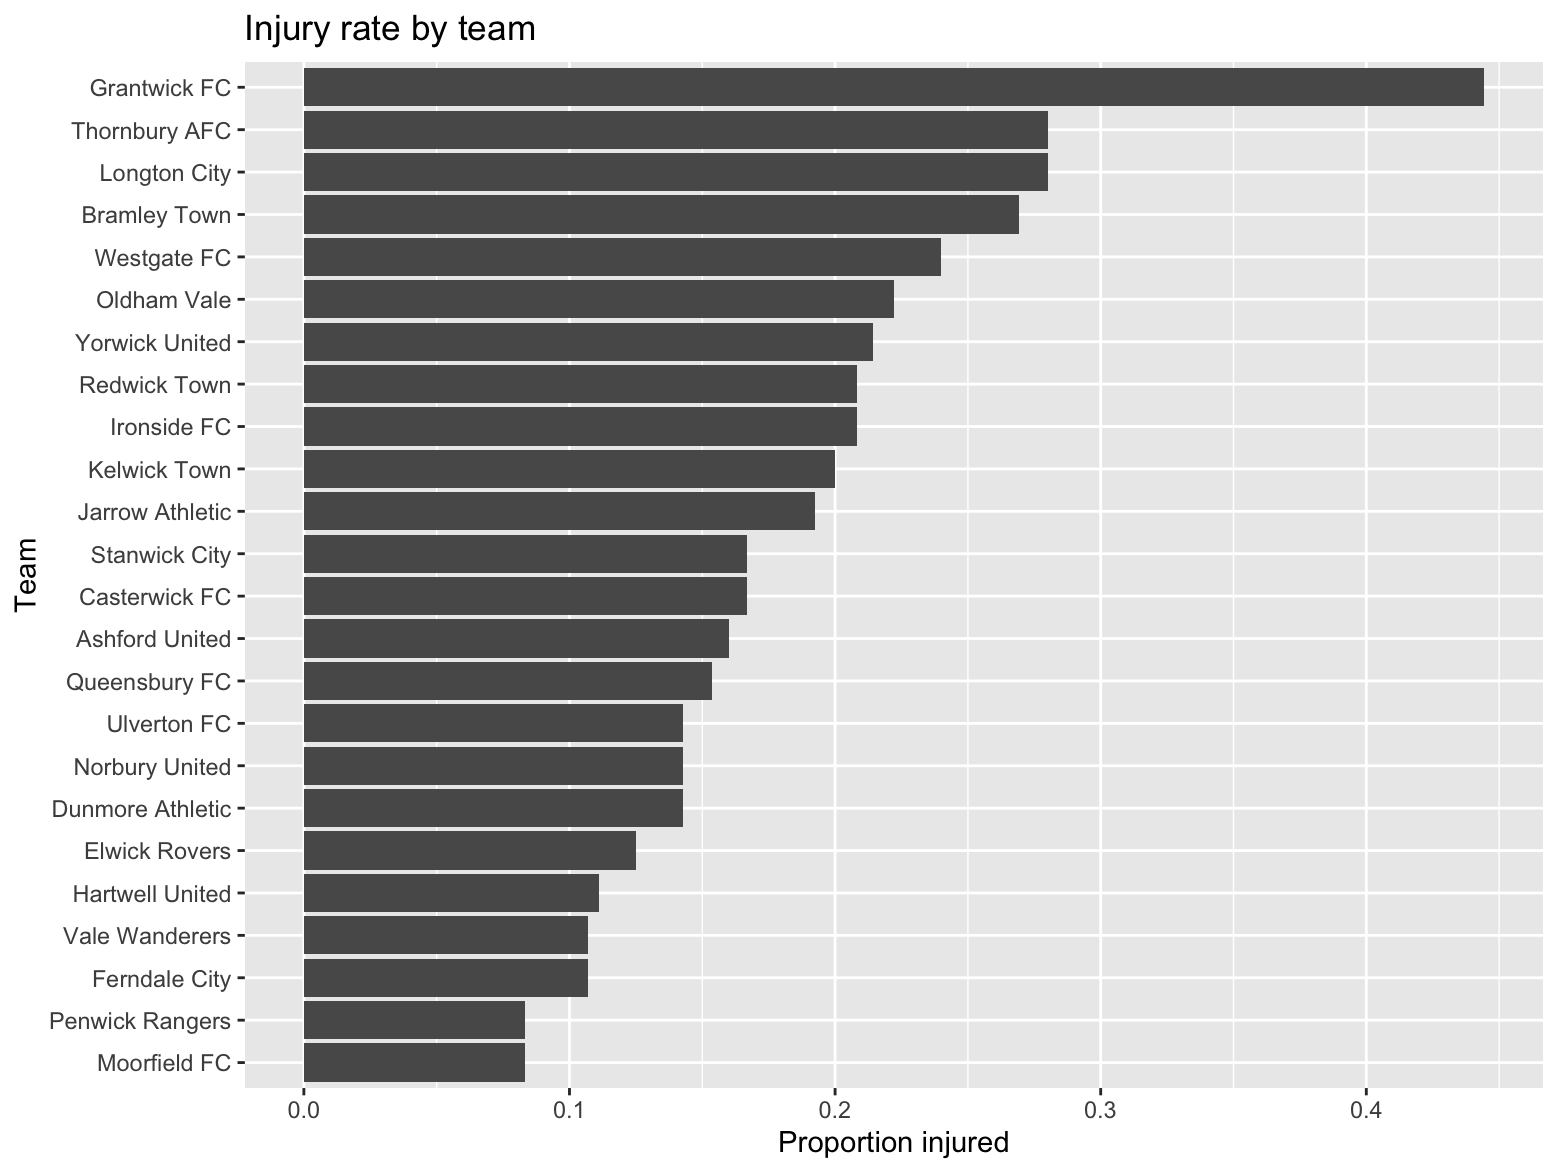 Injury rate by team
Grantwick FC
Thornbury AFC
Longton City
Bramley Town
Westgate FC
Oldham Vale
Yorwick United
Redwick Town
Ironside FC
Kelwick Town
Jarrow Athletic
Stanwick City
Casterwick FC
Ashford United
Queensbury FC
Ulverton FC
Norbury United
Dunmore Athletic
Elwick Rovers
Hartwell United
Vale Wanderers
Ferndale City
Penwick Rangers
Moorfield FC
Team
0.0 0.1 0.2 0.3 0.4
Proportion injured